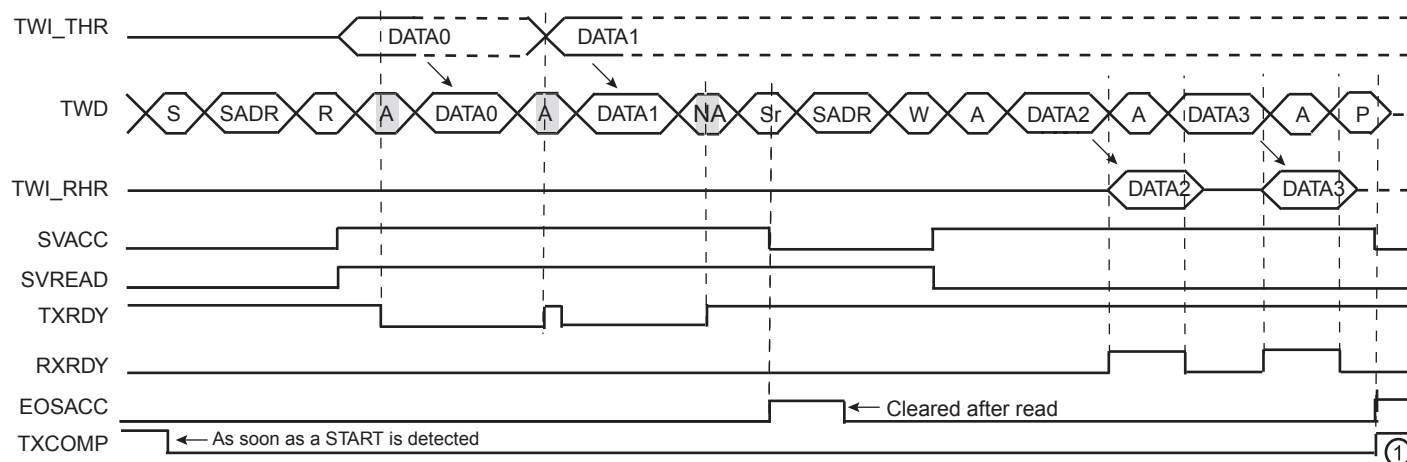 TWI_THR DATA0 DATA1
TWD S SADR R A DATA0 A DATA1 NA Sr SADR W A DATA2 A DATA3 A P
TWI_RHR DATA2 DATA3
SVACC
SVREAD
TXRDY
RXRDY
EOSACC Cleared after read
TXCOMP As soon as a START is detected 1